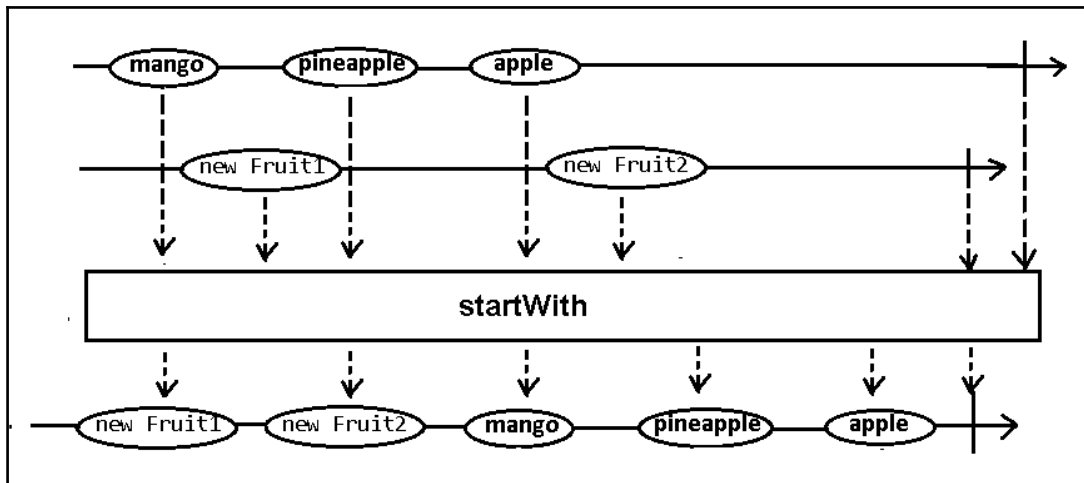 mango pineapple apple
new Fruit1 new Fruit2
startWith
new Fruit1 new Fruit2 mango pineapple apple